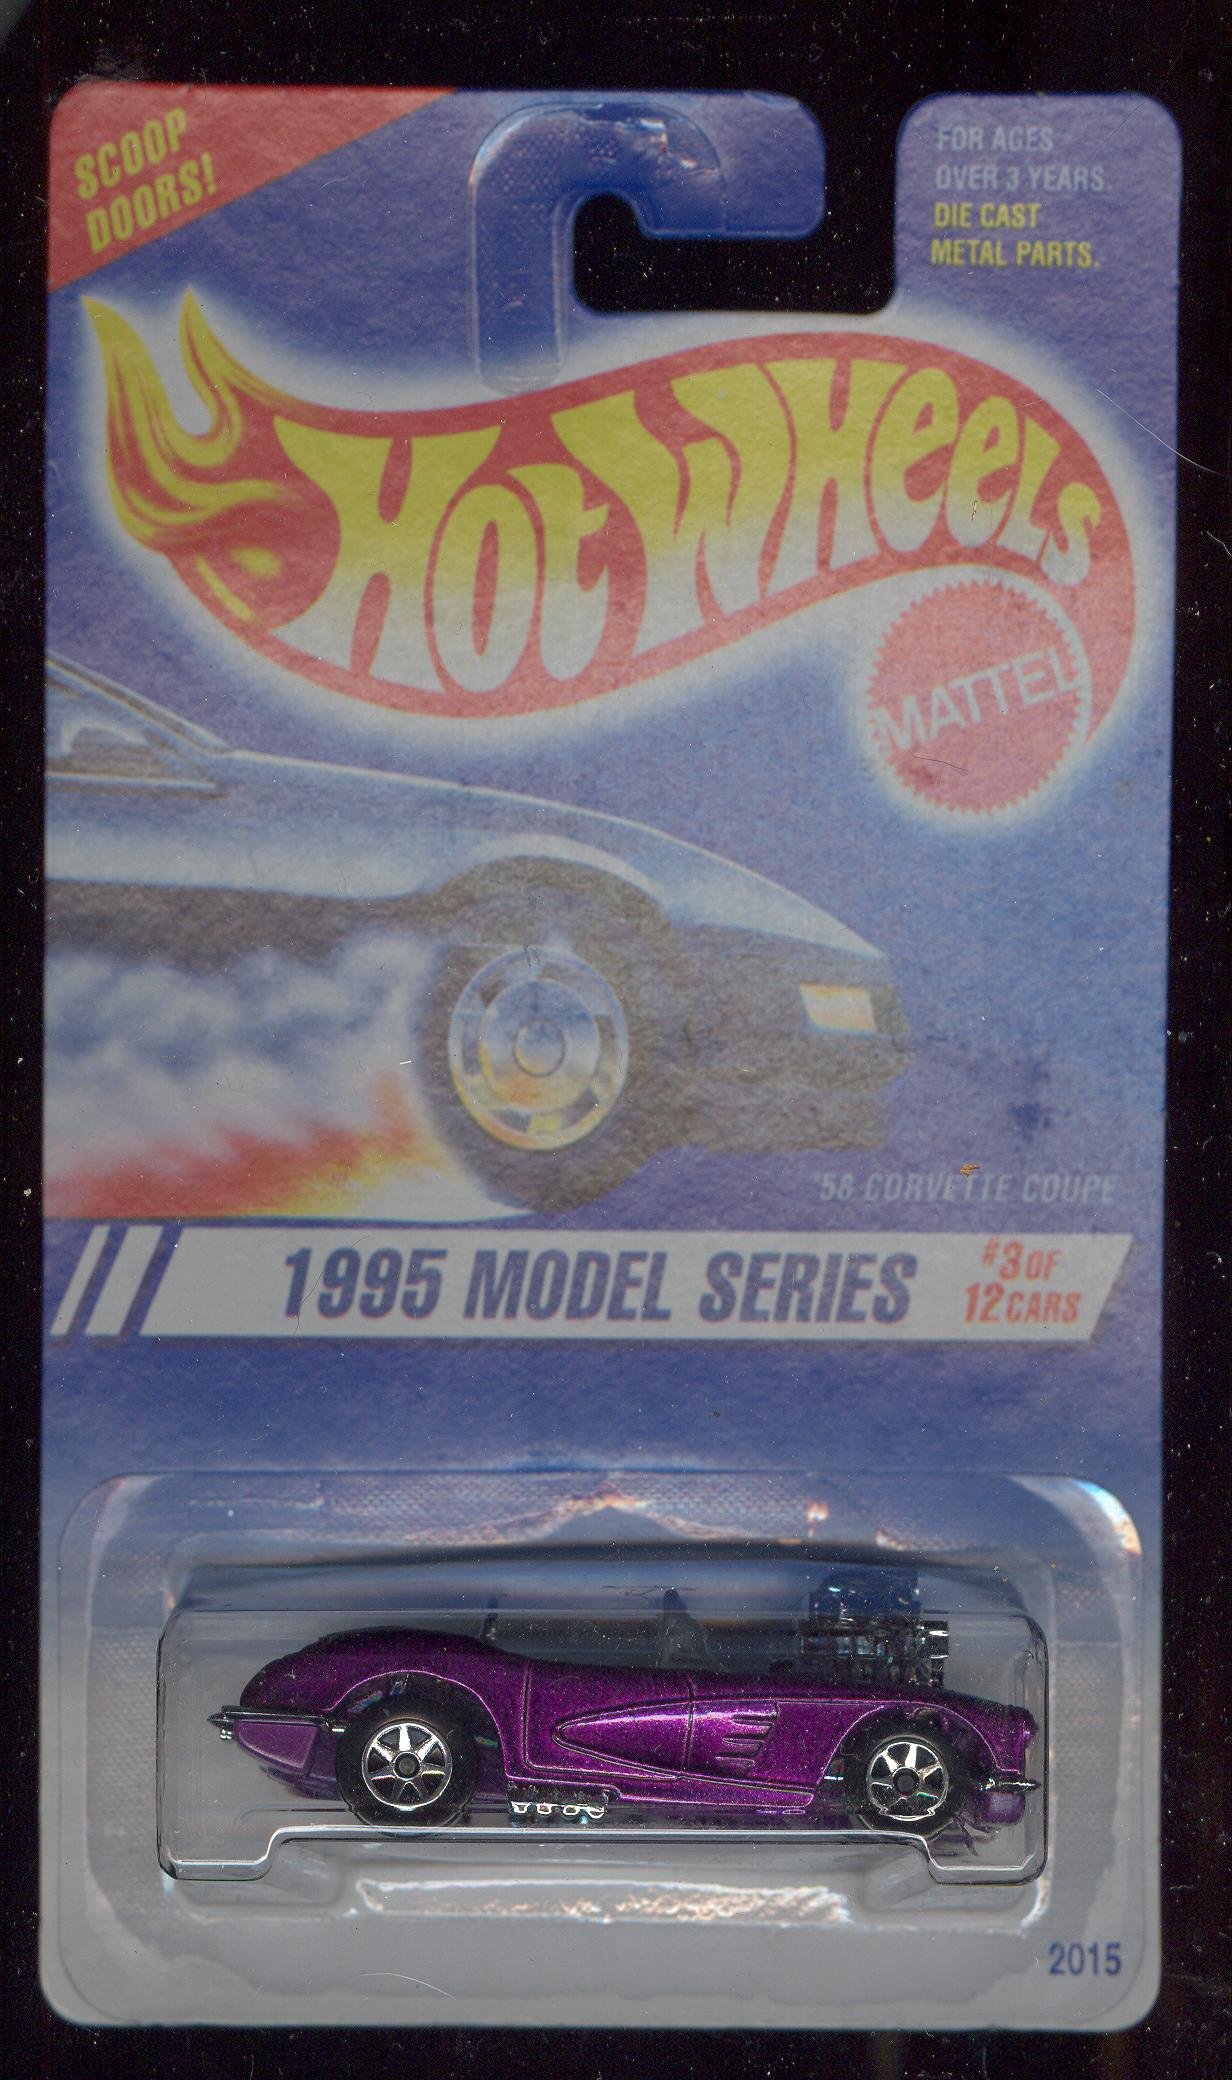 SCOOP
DOORS!
FOR AGES
OVER 3 YEARS.
DIE CAST
METAL PARTS.
HOT WHEELS
MATTEL
'58 CORVETTE COUPE
1995 MODEL SERIES
#3 OF
12 CARS
2015